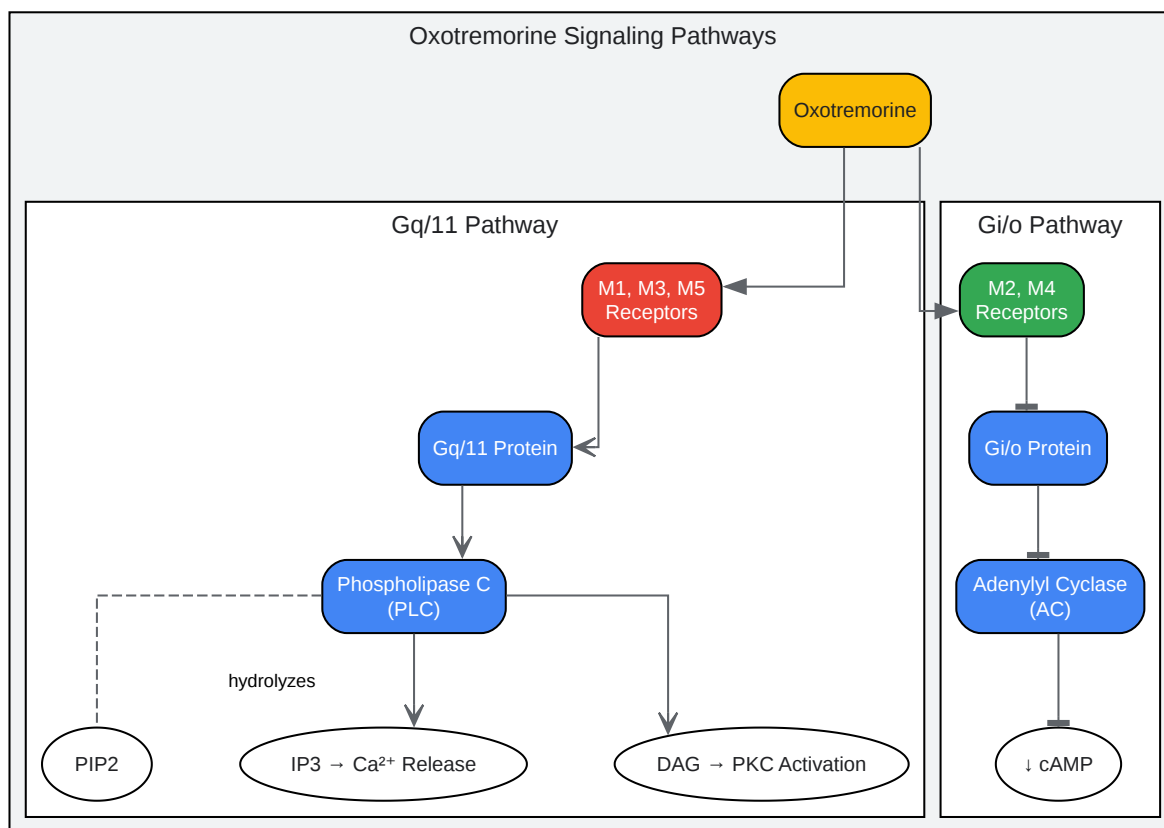 Oxotremorine Signaling Pathways
Oxotremorine
Gq/11 Pathway
Gi/o Pathway
M1, M3, M5
Receptors
M2, M4
Receptors
Gq/11 Protein
Gi/o Protein
Phospholipase C
(PLC)
Adenylyl Cyclase
(AC)
hydrolyzes
PIP2
IP3 → Ca²⁺ Release
DAG → PKC Activation
↓ cAMP